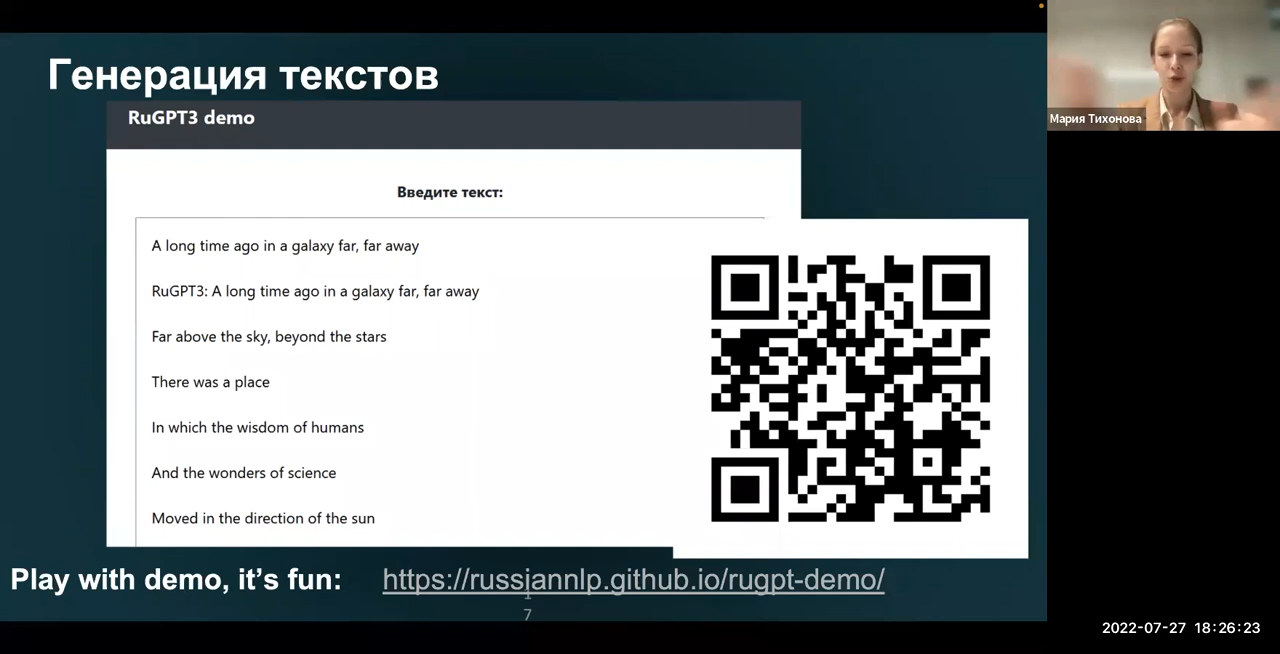 Генерация текстов
RuGPT3 demo
Введите текст:
A long time ago in a galaxy far, far away
RuGPT3: A long time ago in a galaxy far, far away
Far above the sky, beyond the stars
There was a place
In which the wisdom of humans
And the wonders of science
Moved in the direction of the sun
Play with demo, it’s fun: https://russiannlp.github.io/rugpt-demo/
1
7
Мария Тихонова
2022-07-27 18:26:23